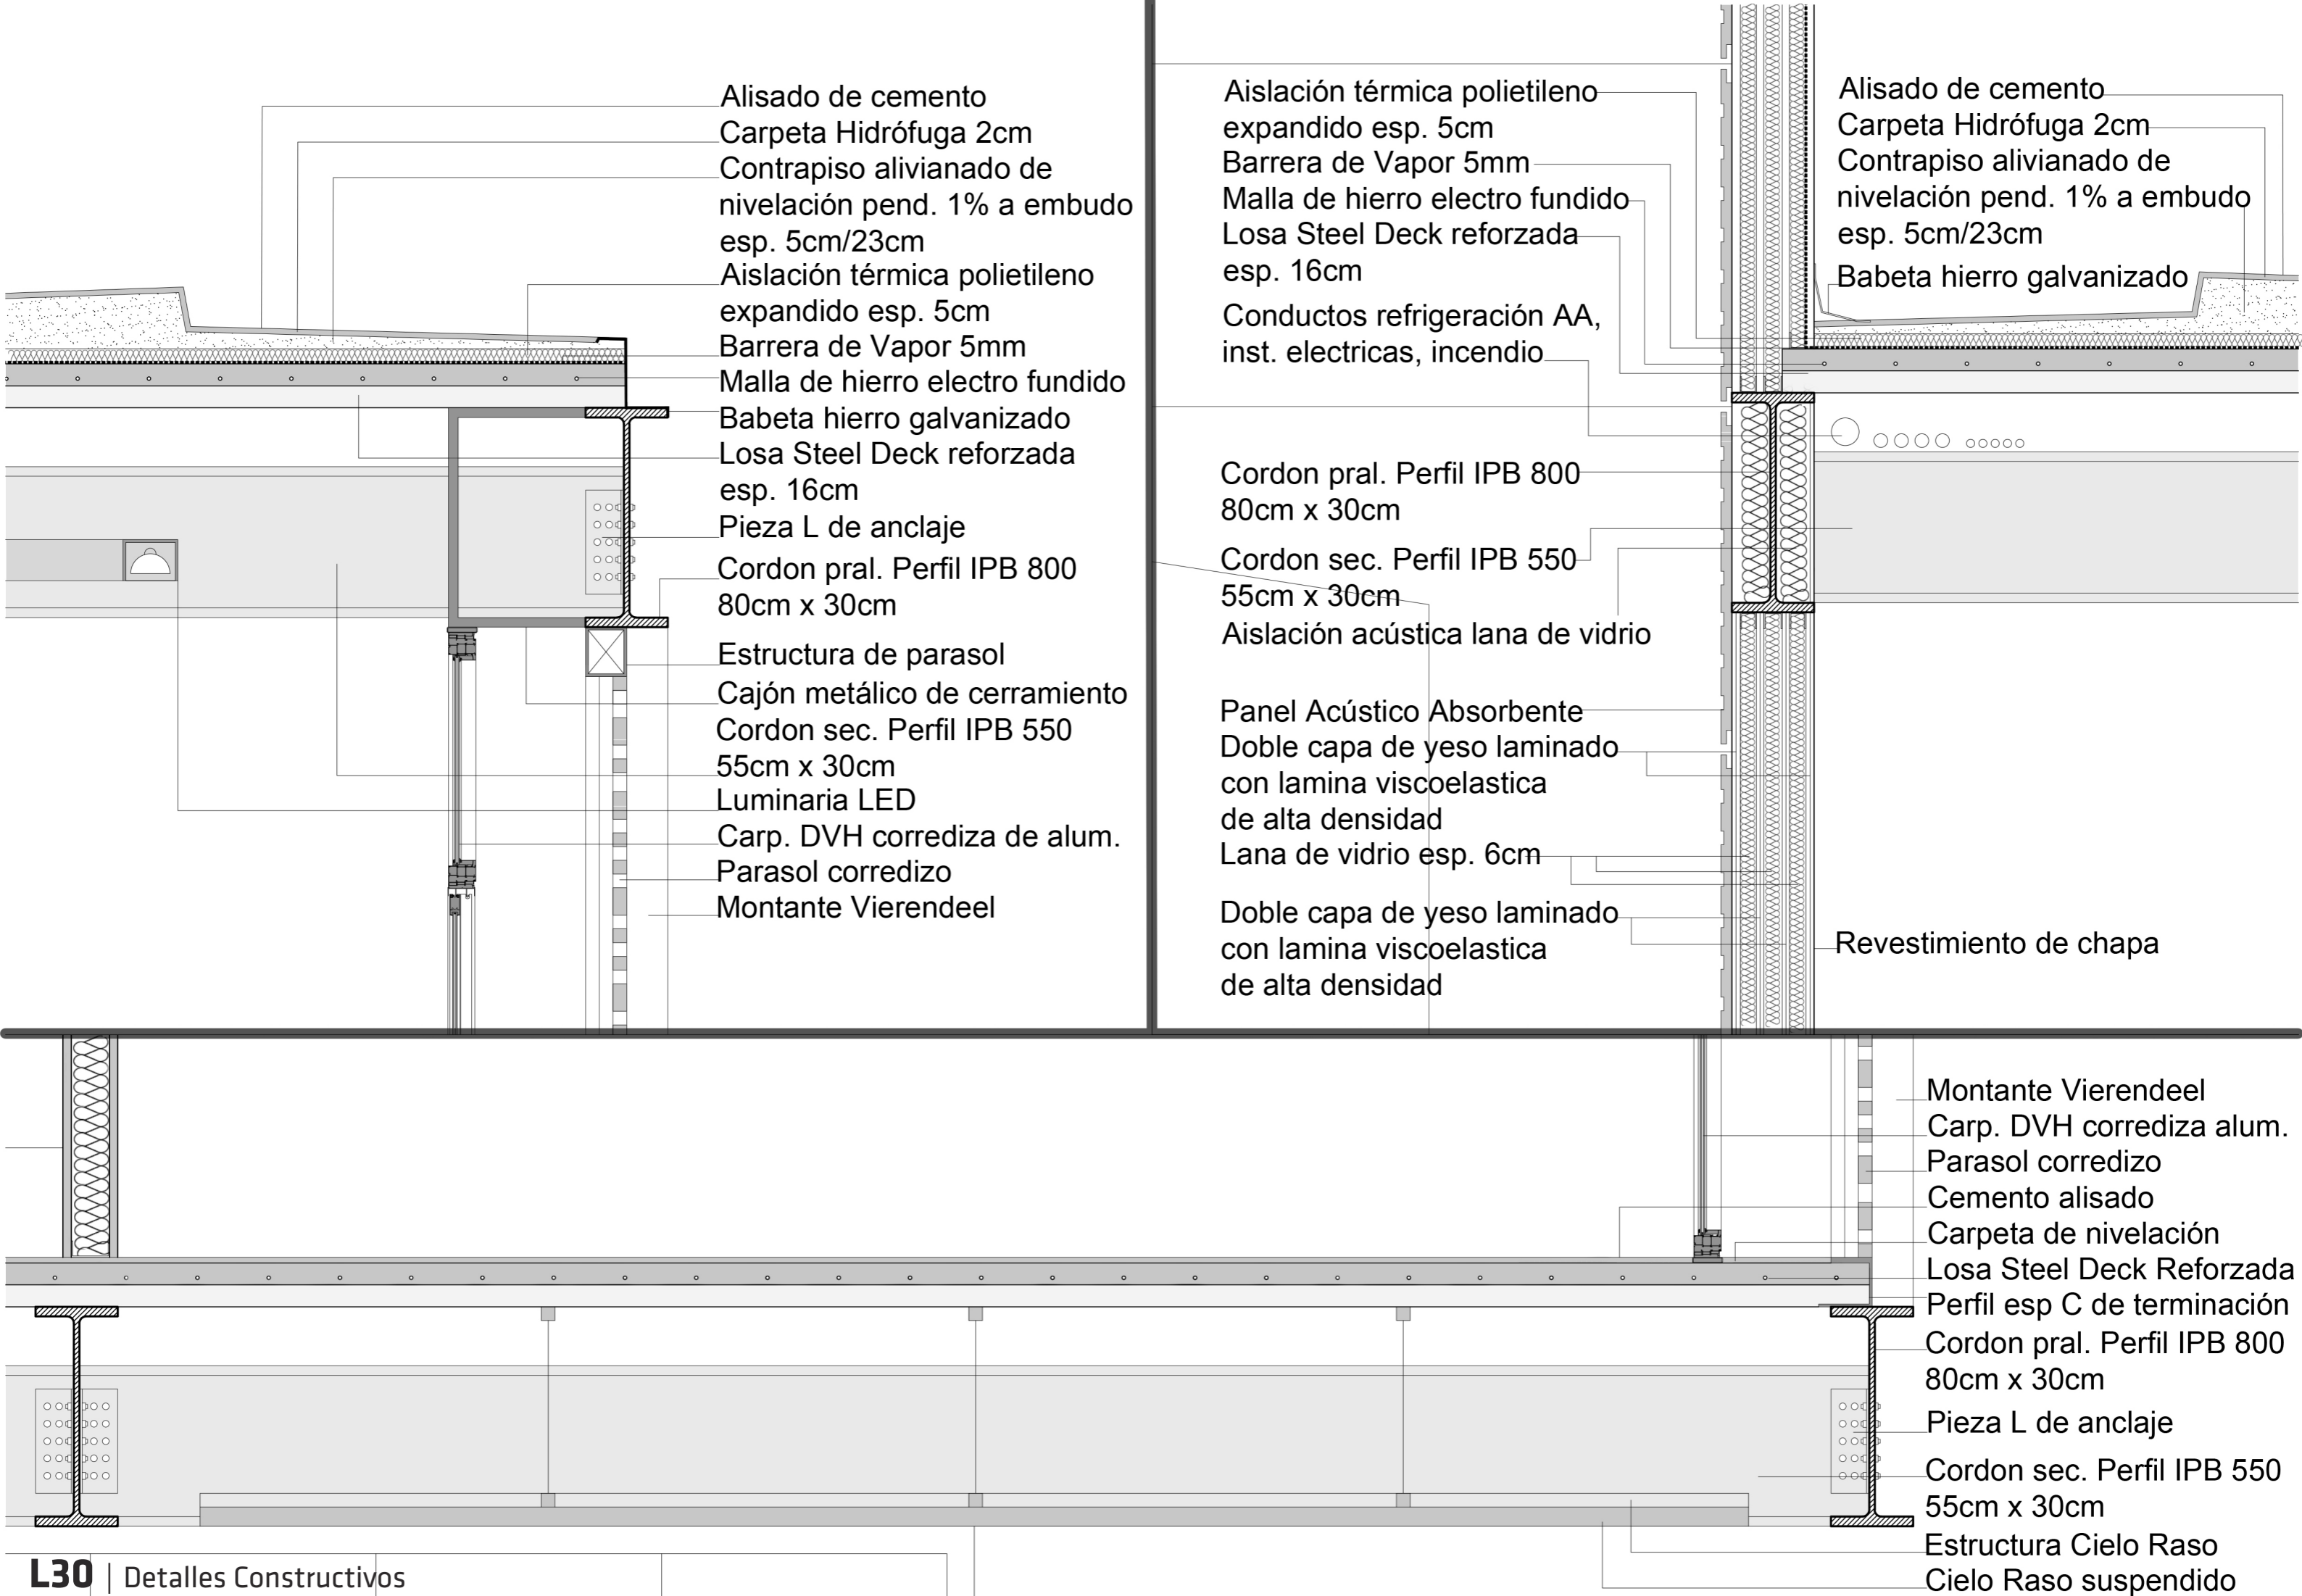 Alisado de cemento
Carpeta Hidrófuga 2cm
Contrapiso alivianado de
nivelación pend. 1% a embudo
esp. 5cm/23cm
Aislación térmica polietileno
expandido esp. 5cm
Barrera de Vapor 5mm
Malla de hierro electro fundido
Babeta hierro galvanizado
Losa Steel Deck reforzada
esp. 16cm
Pieza L de anclaje
Cordon pral. Perfil IPB 800
80cm x 30cm
Estructura de parasol
Cajón metálico de cerramiento
Cordon sec. Perfil IPB 550
55cm x 30cm
Luminaria LED
Carp. DVH corrediza de alum.
Parasol corredizo
Montante Vierendeel
Aislación térmica polietileno
expandido esp. 5cm
Barrera de Vapor 5mm
Malla de hierro electro fundido
Losa Steel Deck reforzada
esp. 16cm
Conductos refrigeración AA,
inst. electricas, incendio
Cordon pral. Perfil IPB 800
80cm x 30cm
Cordon sec. Perfil IPB 550
55cm x 30cm
Aislación acústica lana de vidrio
Panel Acústico Absorbente
Doble capa de yeso laminado
con lamina viscoelastica
de alta densidad
Lana de vidrio esp. 6cm
Doble capa de yeso laminado
con lamina viscoelastica
de alta densidad
Alisado de cemento
Carpeta Hidrófuga 2cm
Contrapiso alivianado de
nivelación pend. 1% a embudo
esp. 5cm/23cm
Babeta hierro galvanizado
Revestimiento de chapa
Montante Vierendeel
Carp. DVH corrediza alum.
Parasol corredizo
Cemento alisado
Carpeta de nivelación
Losa Steel Deck Reforzada
Perfil esp C de terminación
Cordon pral. Perfil IPB 800
80cm x 30cm
Pieza L de anclaje
Cordon sec. Perfil IPB 550
55cm x 30cm
Estructura Cielo Raso
Cielo Raso suspendido
L30 | Detalles Constructivos